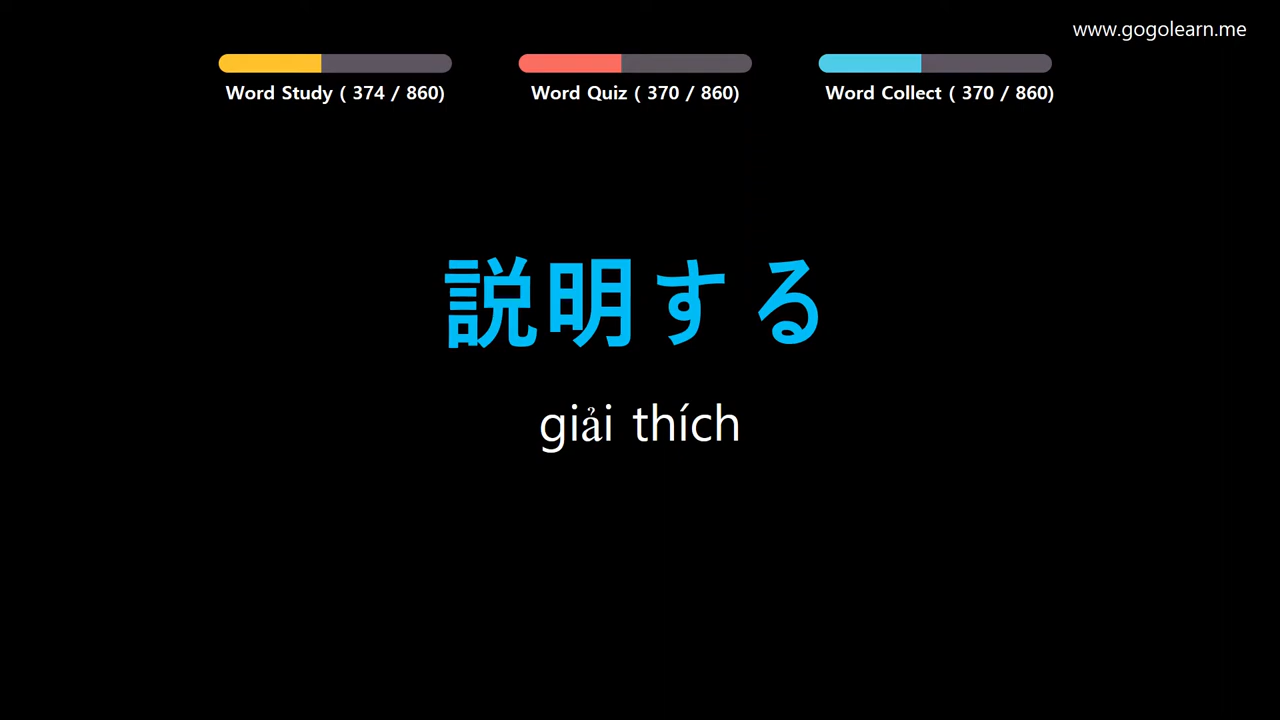 www.gogolearn.me
Word Study ( 374 / 860)
Word Quiz ( 370 / 860)
Word Collect ( 370 / 860)
説明する
giải thích